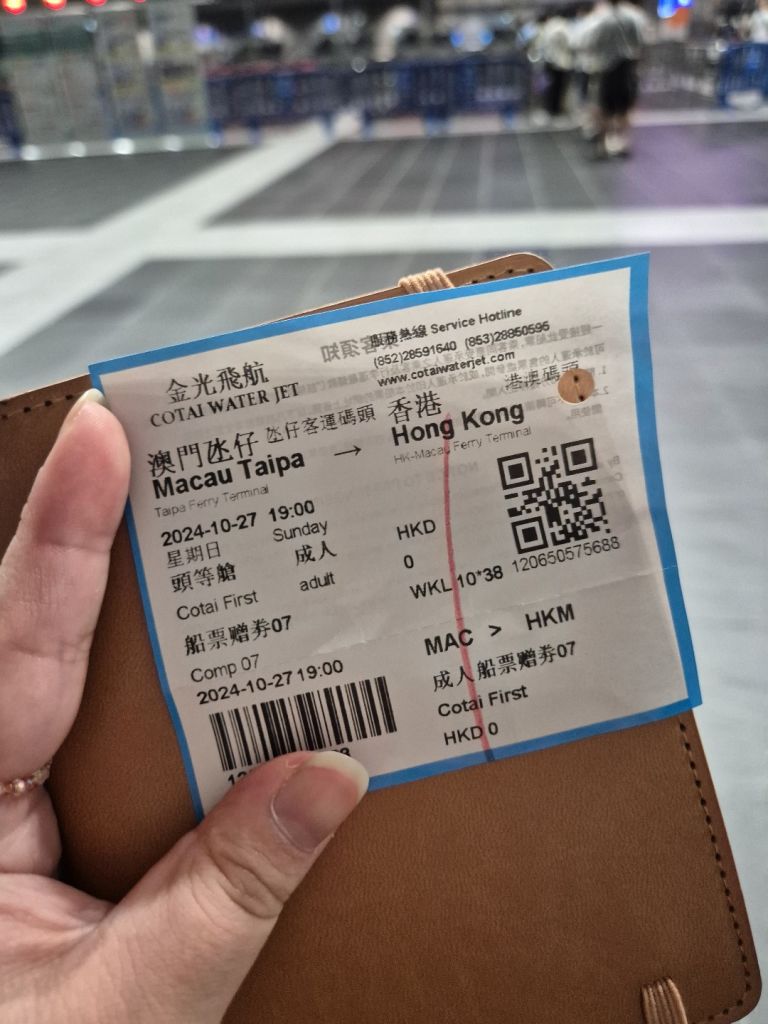 服務熱線 Service Hotline
(852)28591640 (853)28850595
www.cotaiwaterjet.com
金光飛航
COTAI WATER JET
澳門氹仔 氹仔客運碼頭 香港 港澳碼頭
Macau Taipa → Hong Kong
Taipa Ferry Terminal HK-Macau Ferry Terminal
2024-10-27 19:00
星期日 Sunday HKD
頭等艙 成人 0
Cotai First adult WKL 10*38 120650575688
船票贈券07 MAC > HKM
Comp 07 成人船票贈券07
2024-10-27 19:00 Cotai First
HKD 0